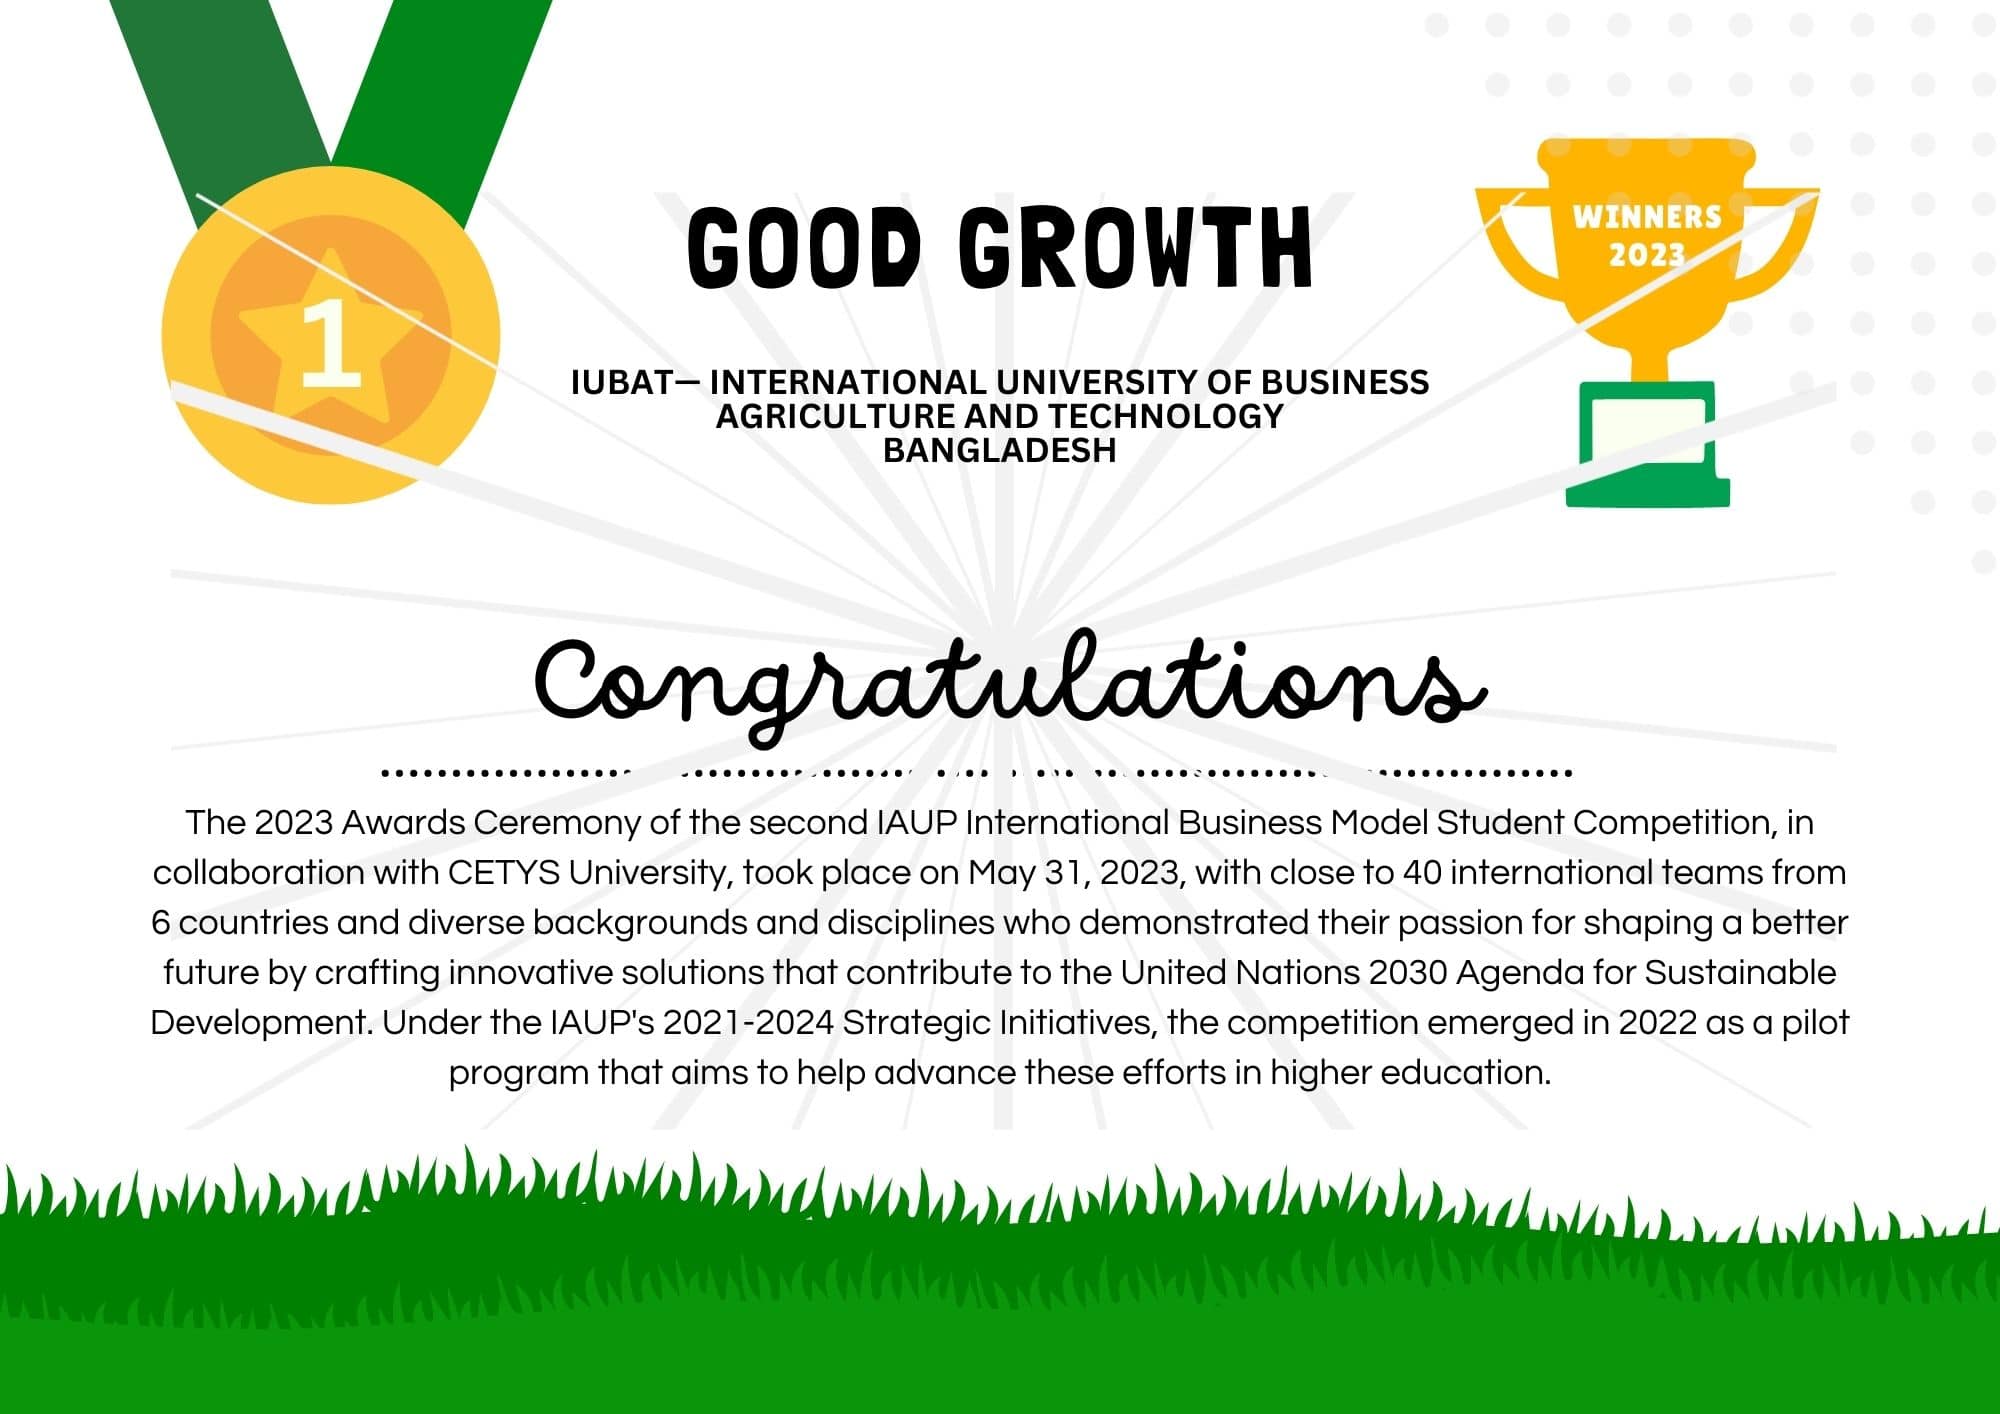 1
WINNERS
2023
GOOD GROWTH
IUBAT— INTERNATIONAL UNIVERSITY OF BUSINESS
AGRICULTURE AND TECHNOLOGY
BANGLADESH
Congratulations
The 2023 Awards Ceremony of the second IAUP International Business Model Student Competition, in
collaboration with CETYS University, took place on May 31, 2023, with close to 40 international teams from
6 countries and diverse backgrounds and disciplines who demonstrated their passion for shaping a better
future by crafting innovative solutions that contribute to the United Nations 2030 Agenda for Sustainable
Development. Under the IAUP's 2021-2024 Strategic Initiatives, the competition emerged in 2022 as a pilot
program that aims to help advance these efforts in higher education.